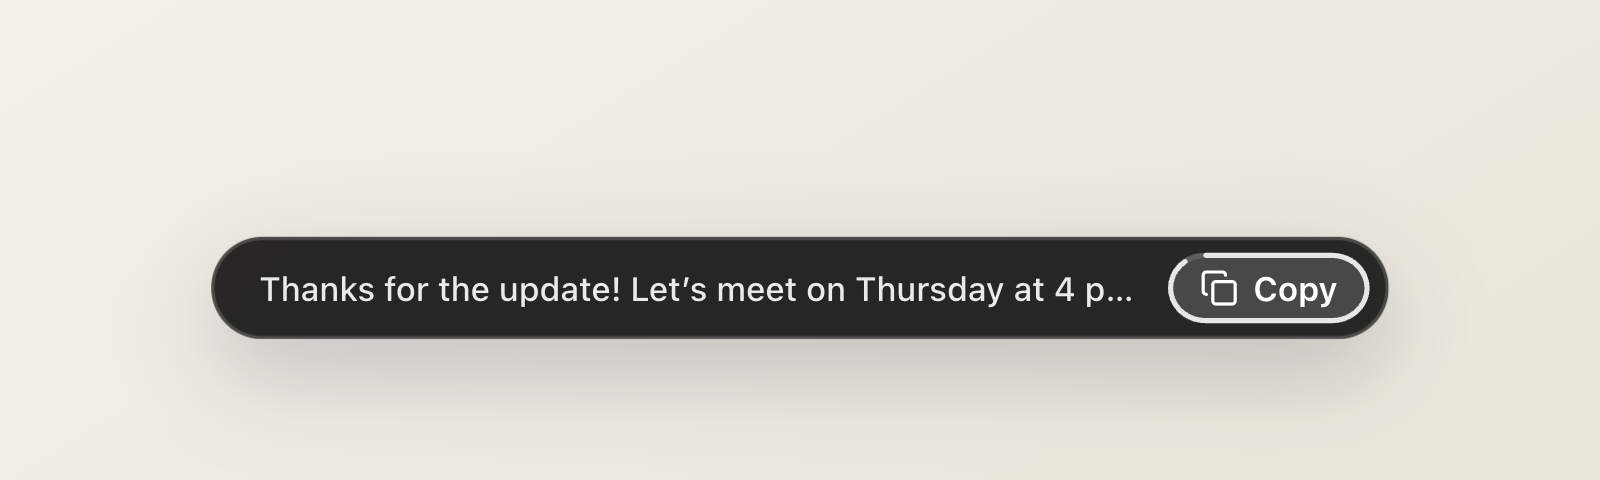 Thanks for the update! Let’s meet on Thursday at 4 p...
Copy